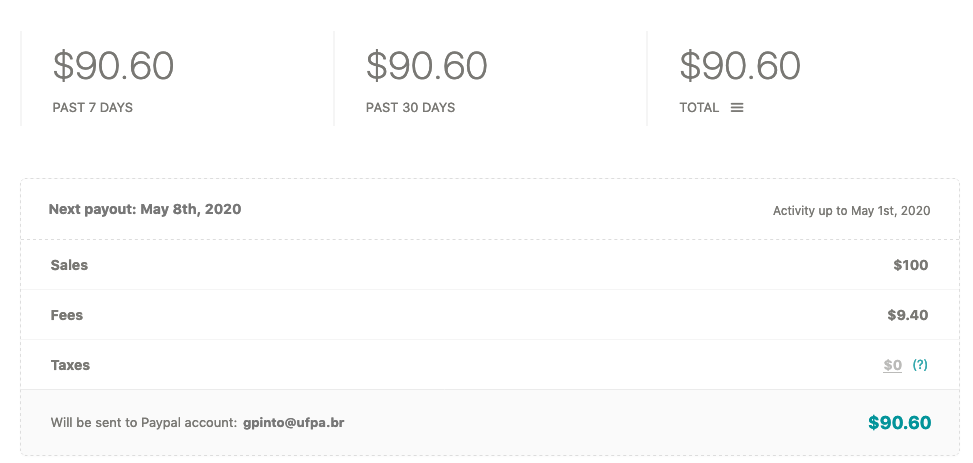 $90.60 $90.60 $90.60
PAST 7 DAYS PAST 30 DAYS TOTAL
Next payout: May 8th, 2020 Activity up to May 1st, 2020
Sales $100
Fees $9.40
Taxes $0 (?)
Will be sent to Paypal account: gpinto@ufpa.br $90.60